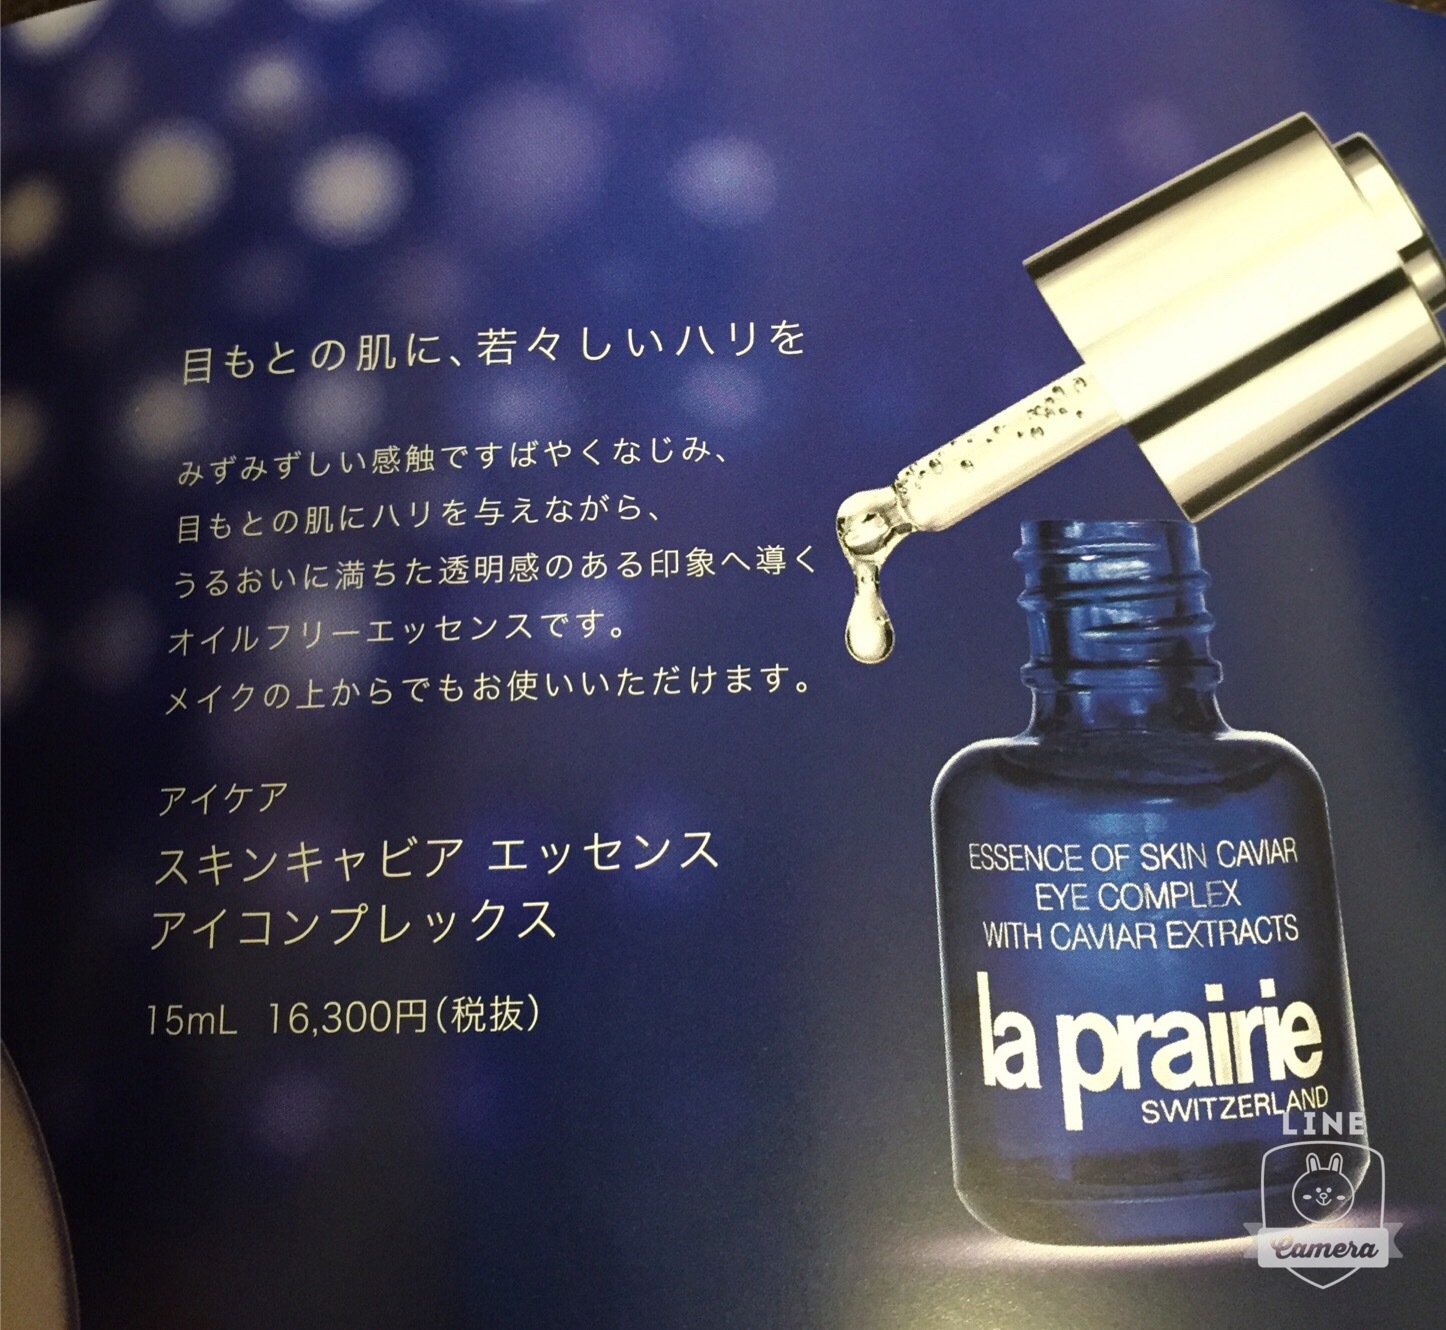 目もとの肌に、若々しいハリを
みずみずしい感触ですばやくなじみ、
目もとの肌にハリを与えながら、
うるおいに満ちた透明感のある印象へ導く
オイルフリーエッセンスです。
メイクの上からでもお使いいただけます。
アイケア
スキンキャビア エッセンス
アイコンプレックス
15mL 16,300円(税抜)
ESSENCE OF SKIN CAVIAR
EYE COMPLEX
WITH CAVIAR EXTRACTS
la prairie
SWITZERLAND
LINE
Camera